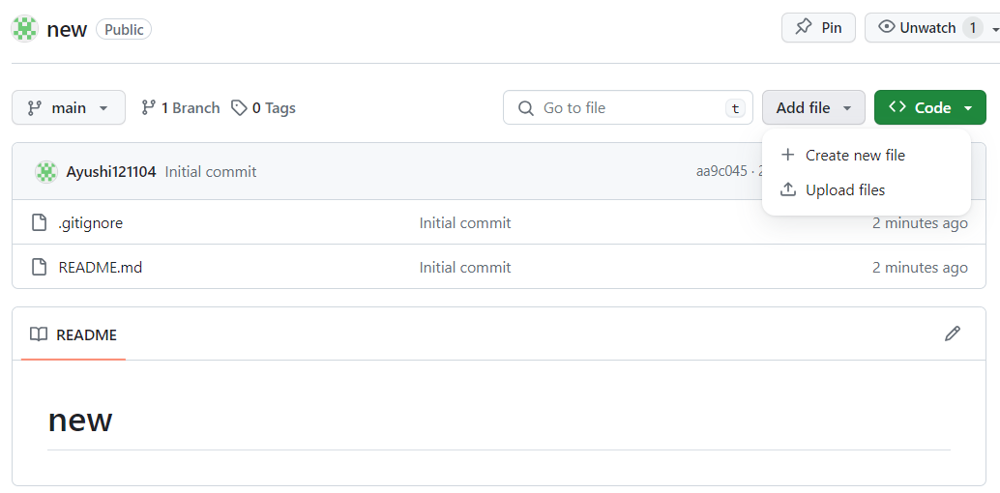 new Public Pin Unwatch 1
main 1 Branch 0 Tags Go to file t Add file Code
Create new file
Upload files
Ayushi121104 Initial commit aa9c045 ·
.gitignore Initial commit 2 minutes ago
README.md Initial commit 2 minutes ago
README
new